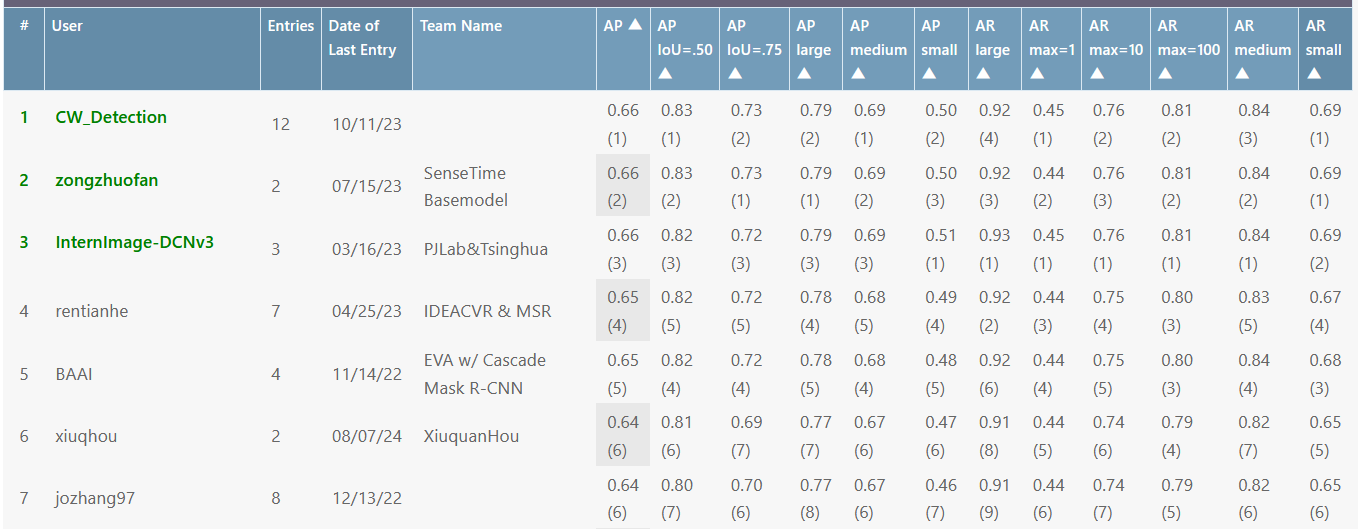 # User Entries Date of Last Entry Team Name AP ▲ AP IoU=.50 ▲ AP IoU=.75 ▲ AP large ▲ AP medium ▲ AP small ▲ AR large ▲ AR max=1 ▲ AR max=10 ▲ AR max=100 ▲ AR medium ▲ AR small ▲
1 CW_Detection 12 10/11/23 0.66 (1) 0.83 (1) 0.73 (2) 0.79 (2) 0.69 (1) 0.50 (2) 0.92 (4) 0.45 (1) 0.76 (2) 0.81 (2) 0.84 (3) 0.69 (1)
2 zongzhuofan 2 07/15/23 SenseTime Basemodel 0.66 (2) 0.83 (2) 0.73 (1) 0.79 (1) 0.69 (2) 0.50 (3) 0.92 (3) 0.44 (2) 0.76 (3) 0.81 (2) 0.84 (2) 0.69 (1)
3 InternImage-DCNv3 3 03/16/23 PJLab&Tsinghua 0.66 (3) 0.82 (3) 0.72 (3) 0.79 (3) 0.69 (3) 0.51 (1) 0.93 (1) 0.45 (1) 0.76 (1) 0.81 (1) 0.84 (1) 0.69 (2)
4 rentianhe 7 04/25/23 IDEACVR & MSR 0.65 (4) 0.82 (5) 0.72 (5) 0.78 (4) 0.68 (5) 0.49 (4) 0.92 (2) 0.44 (3) 0.75 (4) 0.80 (3) 0.83 (5) 0.67 (4)
5 BAAI 4 11/14/22 EVA w/ Cascade Mask R-CNN 0.65 (5) 0.82 (4) 0.72 (4) 0.78 (5) 0.68 (4) 0.48 (5) 0.92 (6) 0.44 (4) 0.75 (5) 0.80 (3) 0.84 (4) 0.68 (3)
6 xiuqhou 2 08/07/24 XiuquanHou 0.64 (6) 0.81 (6) 0.69 (7) 0.77 (7) 0.67 (6) 0.47 (6) 0.91 (8) 0.44 (5) 0.74 (6) 0.79 (4) 0.82 (7) 0.65 (5)
7 jozhang97 8 12/13/22 0.64 (6) 0.80 (7) 0.70 (6) 0.77 (8) 0.67 (6) 0.46 (7) 0.91 (9) 0.44 (6) 0.74 (7) 0.79 (5) 0.82 (6) 0.65 (6)